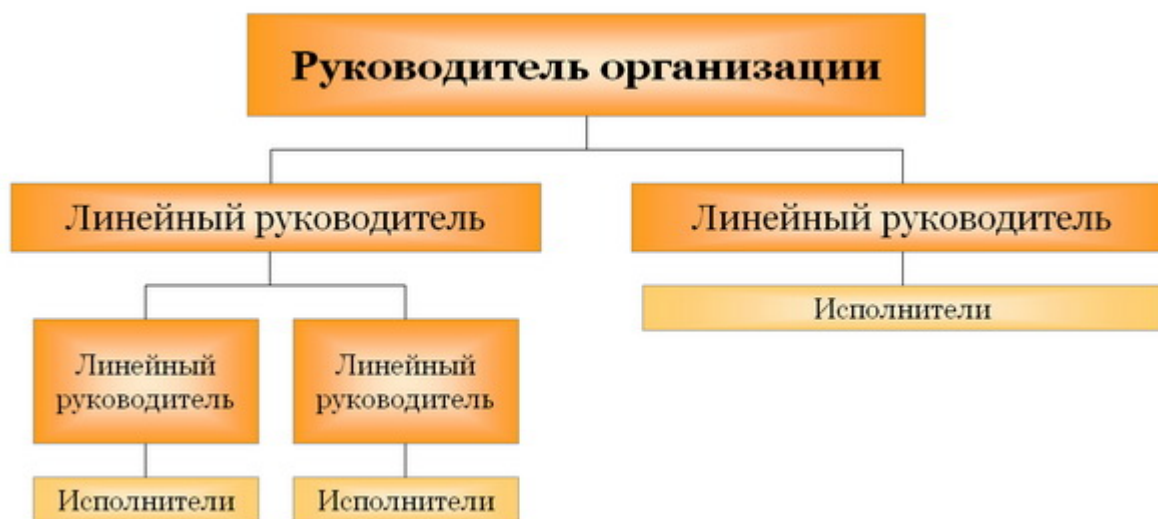 Руководитель организации
Линейный руководитель
Линейный руководитель
Исполнители
Линейный
руководитель
Линейный
руководитель
Исполнители
Исполнители